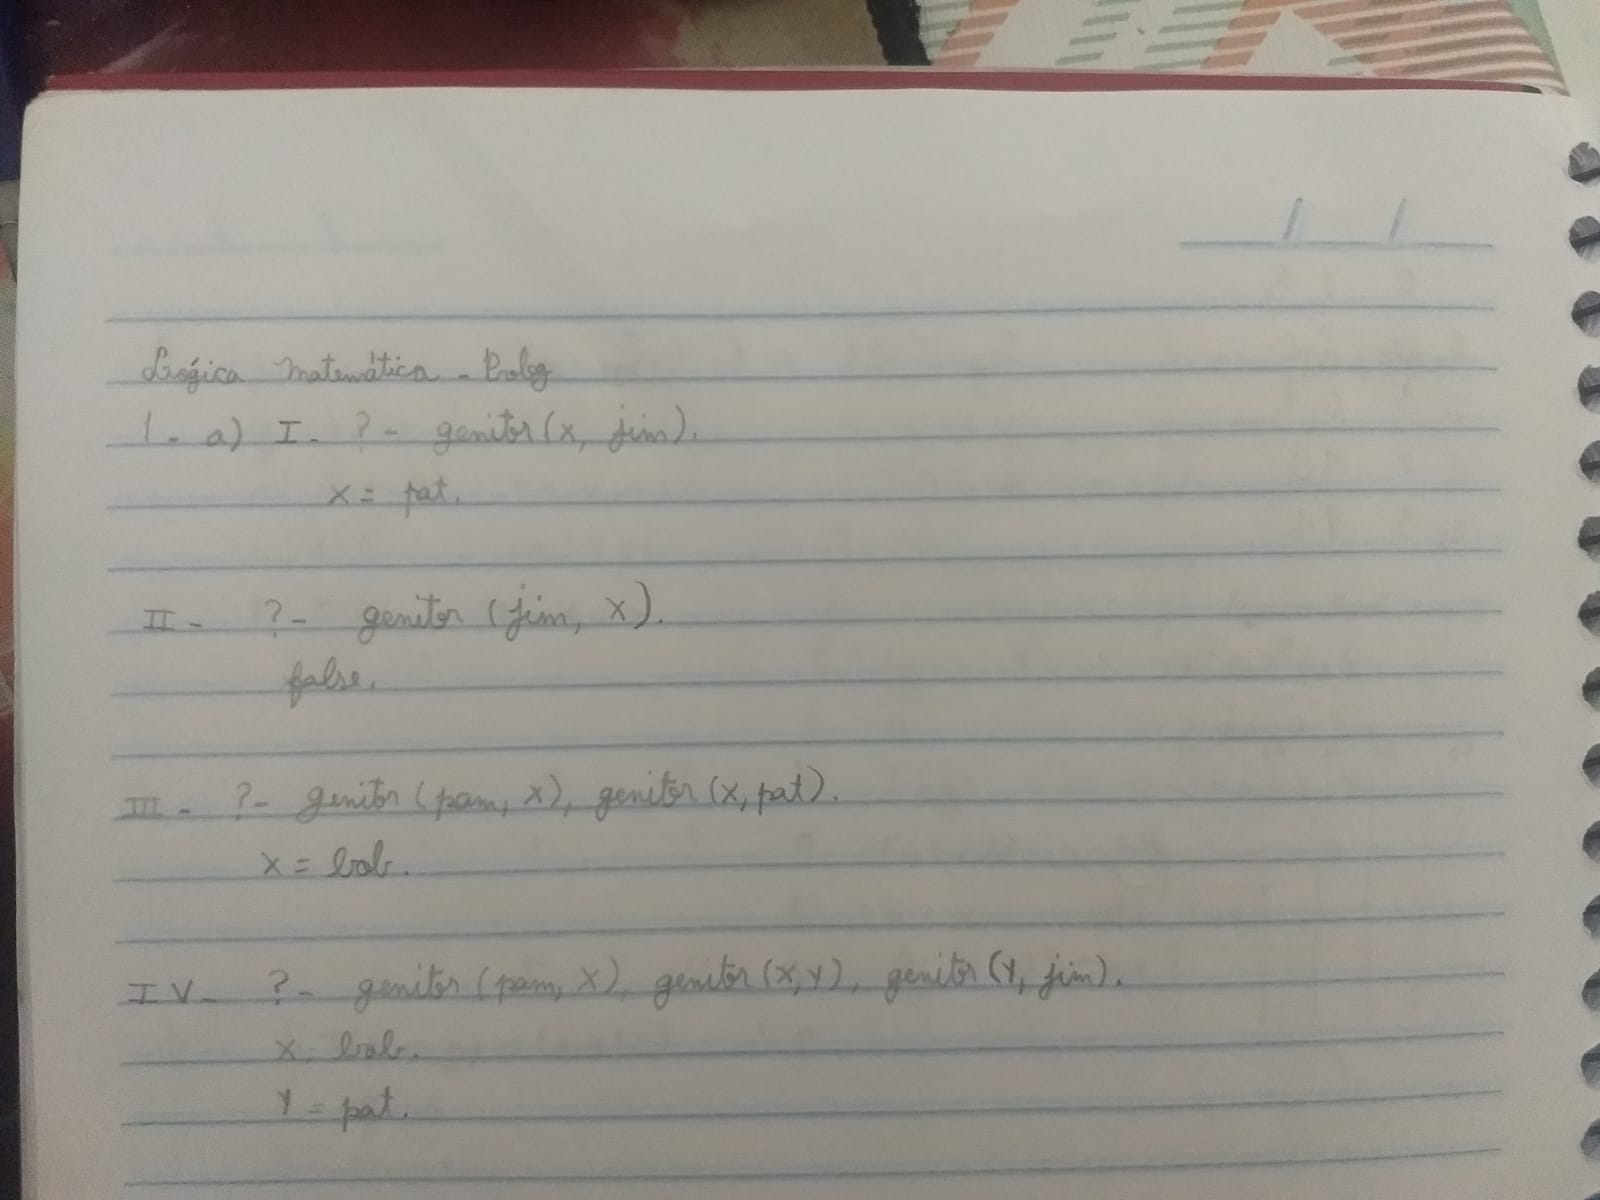 Lógica Matemática - Prolog
1 - a) I - ? - genitor (x, jim).
x = pat.
II - ? - genitor (jim, x).
false.
III - ? - genitor (pam, x), genitor (x, pat).
x = bob.
IV - ? - genitor (pam, x), genitor (x, y), genitor (y, jim).
x = bob.
y = pat.